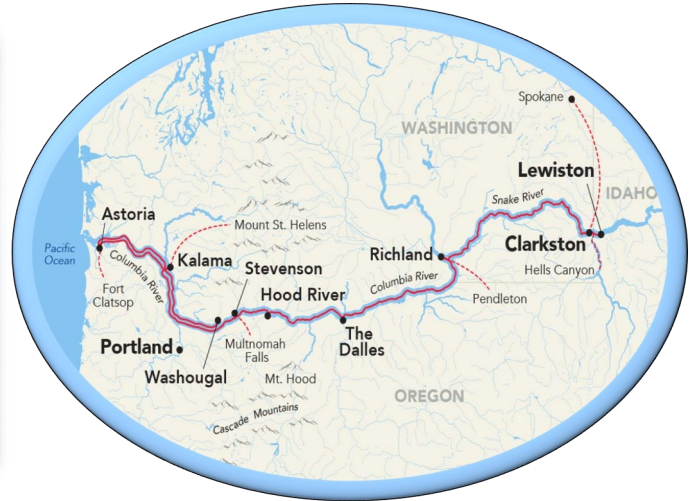 Spokane
WASHINGTON
Lewiston
IDAHO
Snake River
Astoria
Mount St. Helens
Pacific
Ocean
Columbia River
Kalama
Stevenson
Richland
Clarkston
Hells Canyon
Fort
Clatsop
Hood River
Columbia River
Pendleton
Portland
Multnomah
Falls
The
Dalles
Washougal
Mt. Hood
OREGON
Cascade Mountains